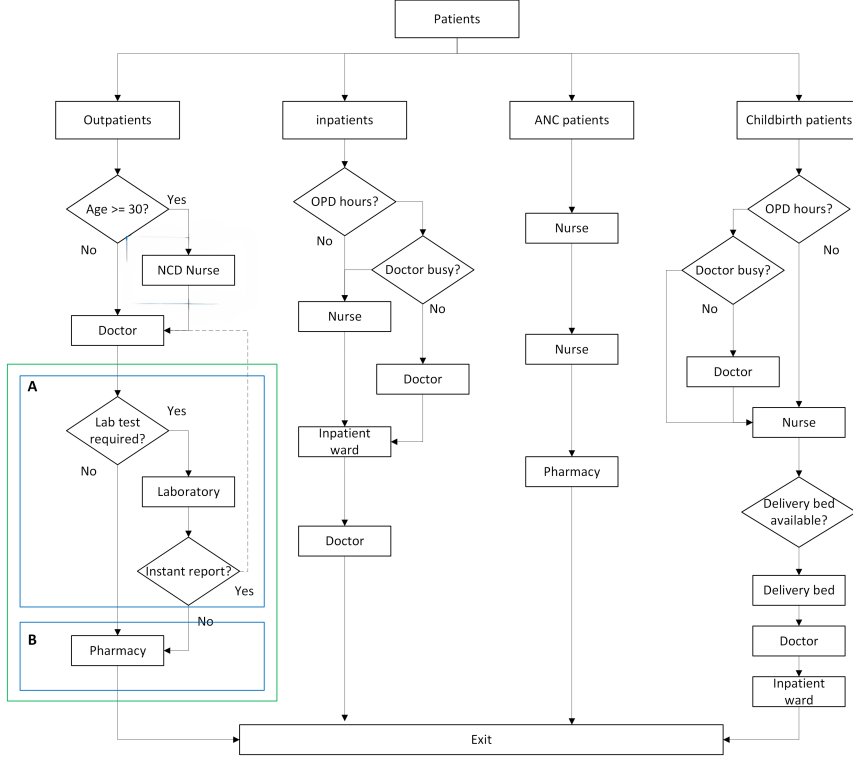 Patients
Outpatients
inpatients
ANC patients
Childbirth patients
Age >= 30?
Yes
No
NCD Nurse
Doctor
OPD hours?
No
Doctor busy?
No
Nurse
Doctor
Inpatient
ward
Doctor
Nurse
Nurse
Pharmacy
OPD hours?
No
Doctor busy?
No
Doctor
Nurse
Delivery bed
available?
Delivery bed
Doctor
Inpatient
ward
A
Lab test
required?
Yes
No
Laboratory
Instant report?
Yes
No
B
Pharmacy
Exit